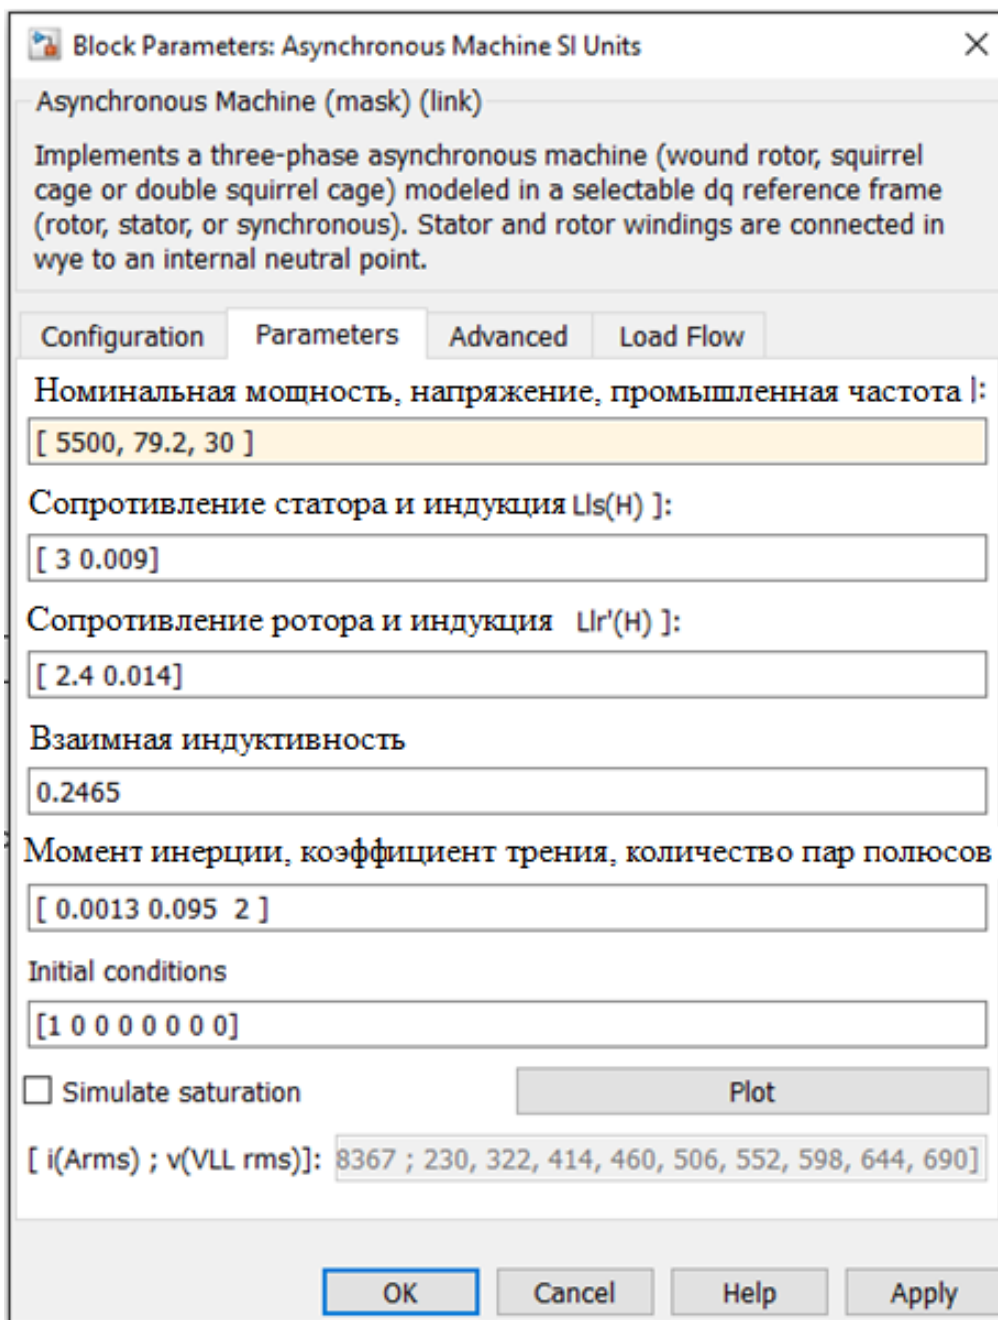 Block Parameters: Asynchronous Machine SI Units
Asynchronous Machine (mask) (link)
Implements a three-phase asynchronous machine (wound rotor, squirrel
cage or double squirrel cage) modeled in a selectable dq reference frame
(rotor, stator, or synchronous). Stator and rotor windings are connected in
wye to an internal neutral point.
Configuration Parameters Advanced Load Flow
Номинальная мощность, напряжение, промышленная частота ]:
[ 5500, 79.2, 30 ]
Сопротивление статора и индукция Lls(H) ]:
[ 3 0.009]
Сопротивление ротора и индукция Llr'(H) ]:
[ 2.4 0.014]
Взаимная индуктивность
0.2465
Момент инерции, коэффициент трения, количество пар полюсов
[ 0.0013 0.095 2 ]
Initial conditions
[1 0 0 0 0 0 0 0]
Simulate saturation Plot
[ i(Arms) ; v(VLL rms)]: 8367 ; 230, 322, 414, 460, 506, 552, 598, 644, 690]
OK Cancel Help Apply